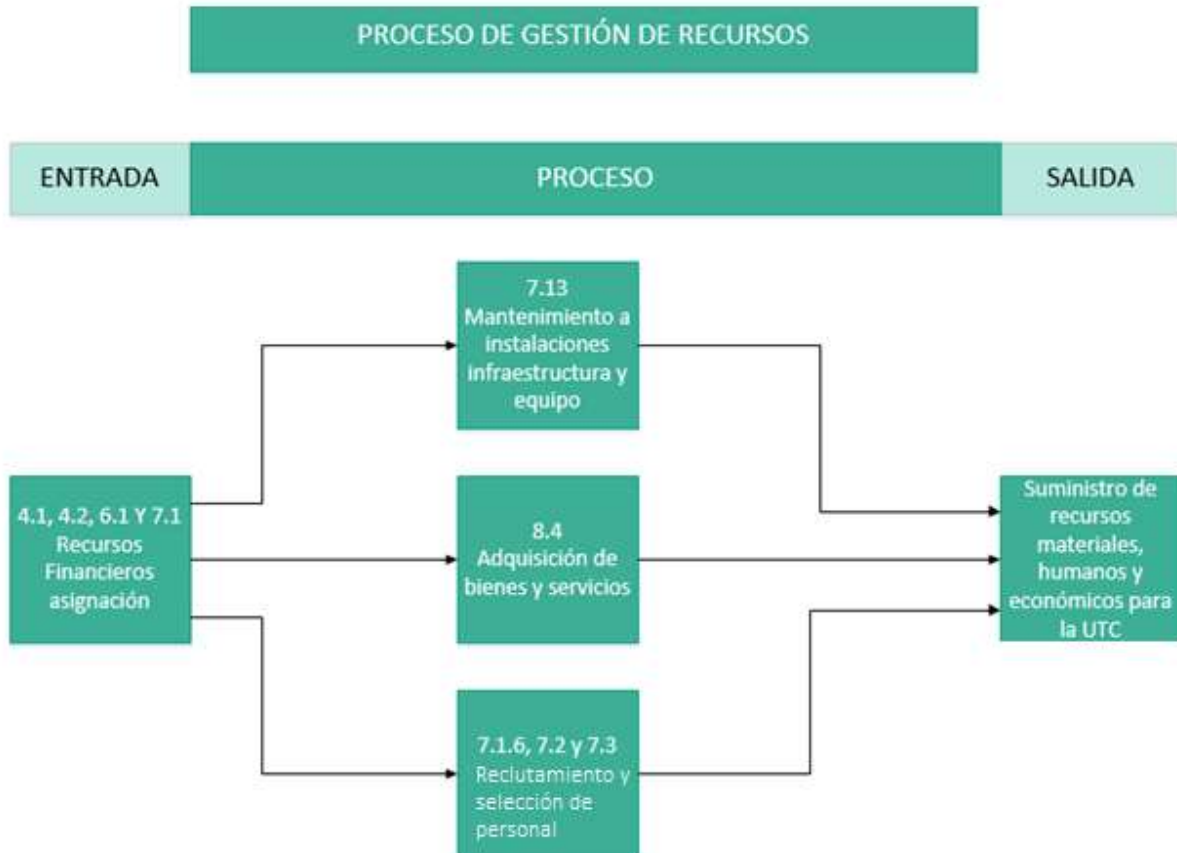 PROCESO DE GESTIÓN DE RECURSOS
ENTRADA
PROCESO
SALIDA
7.13
Mantenimiento a
instalaciones
infraestructura y
equipo
4.1, 4.2, 6.1 Y 7.1
Recursos
Financieros
asignación
8.4
Adquisición de
bienes y servicios
Suministro de
recursos
materiales,
humanos y
económicos para
la UTC
7.1.6, 7.2 y 7.3
Reclutamiento y
selección de
personal